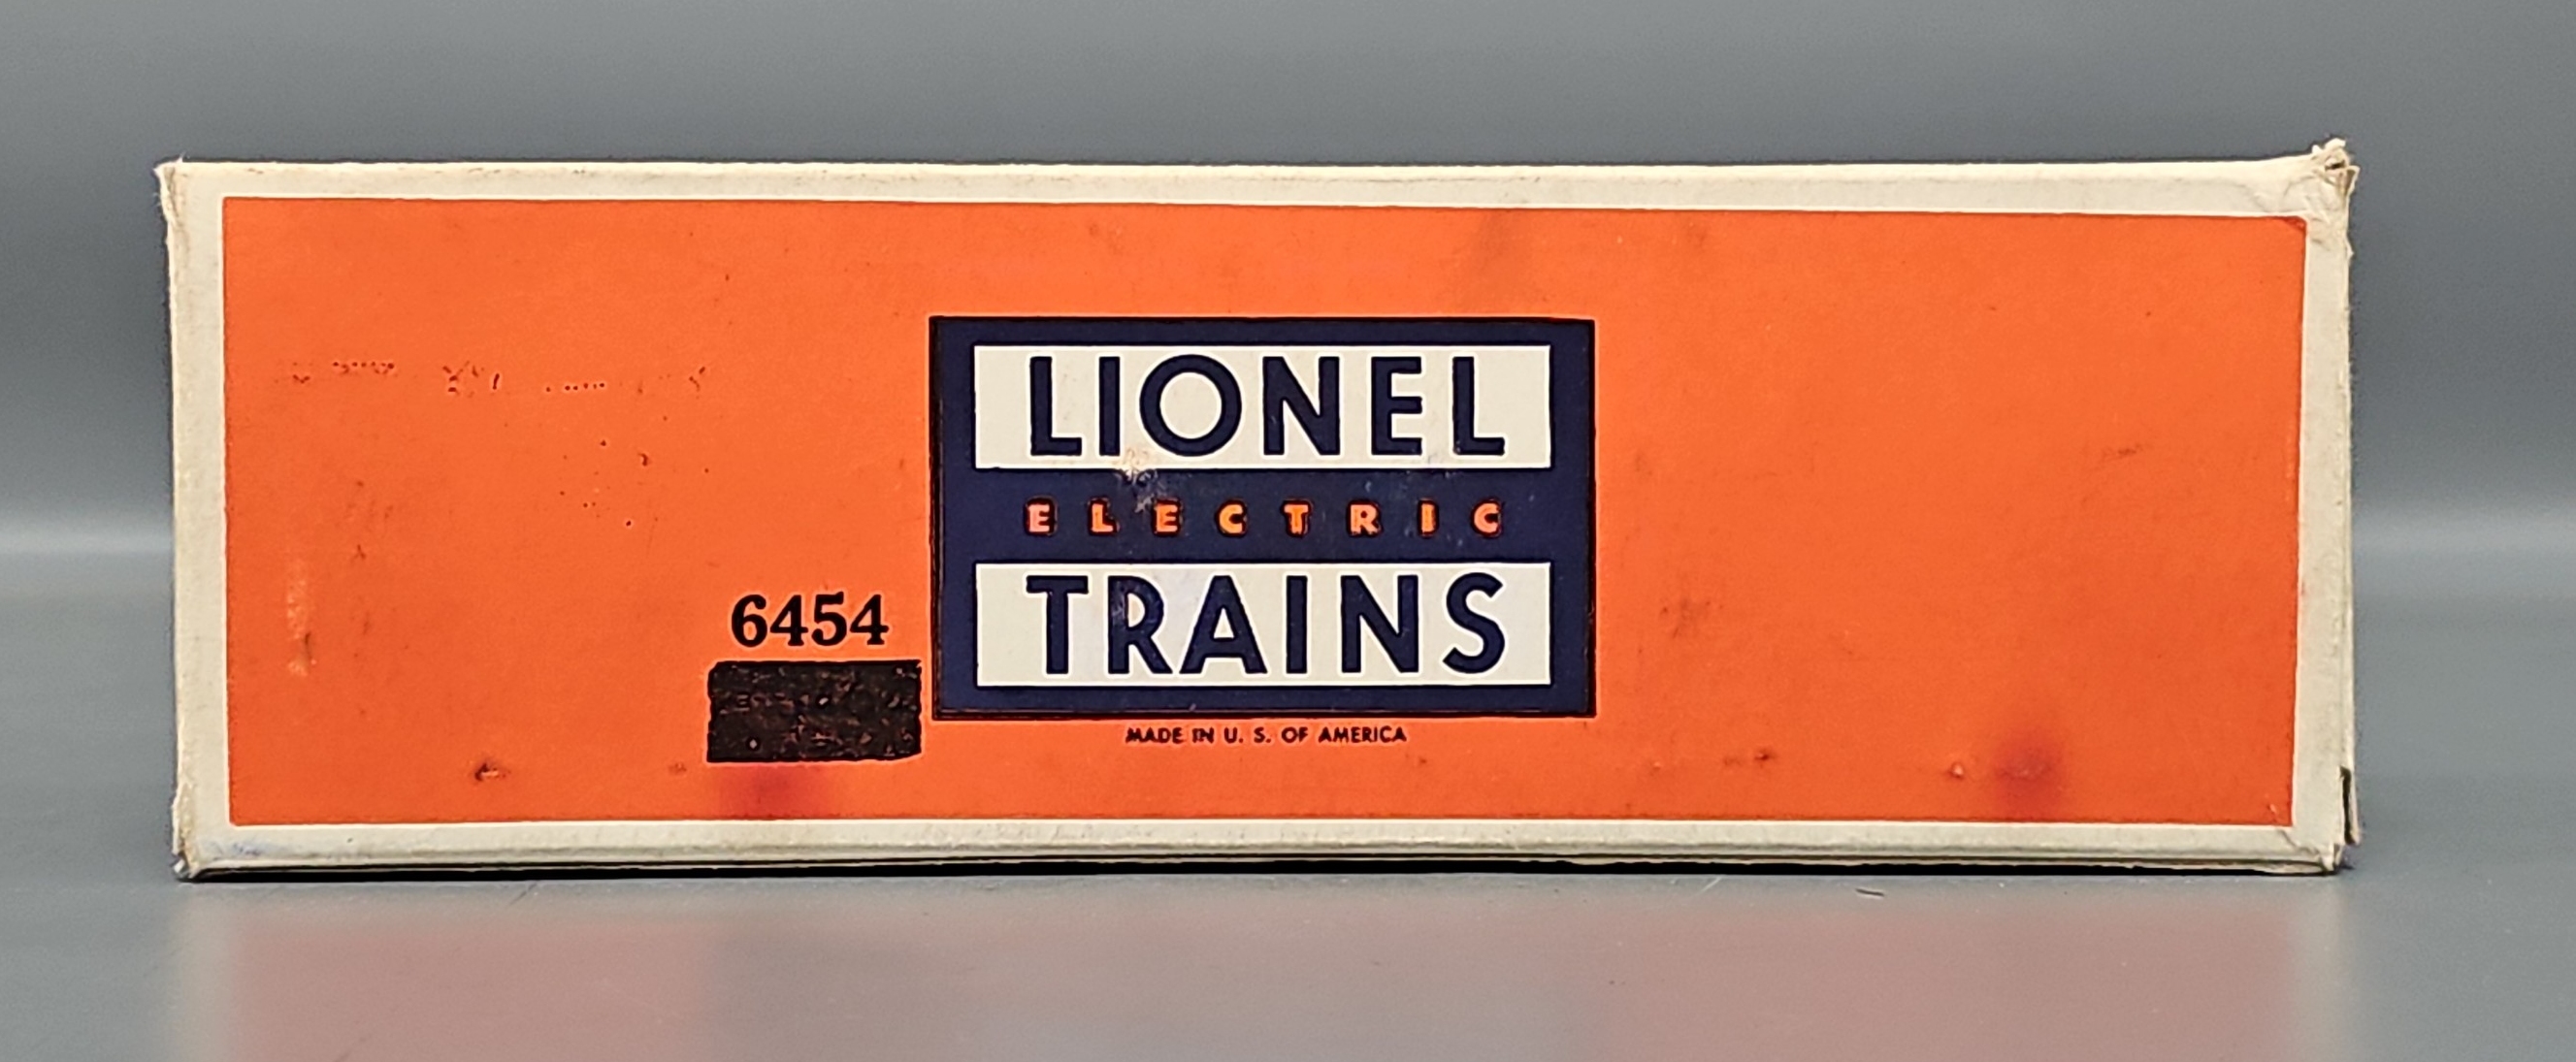 LIONEL
ELECTRIC
TRAINS
6454
MADE IN U. S. OF AMERICA